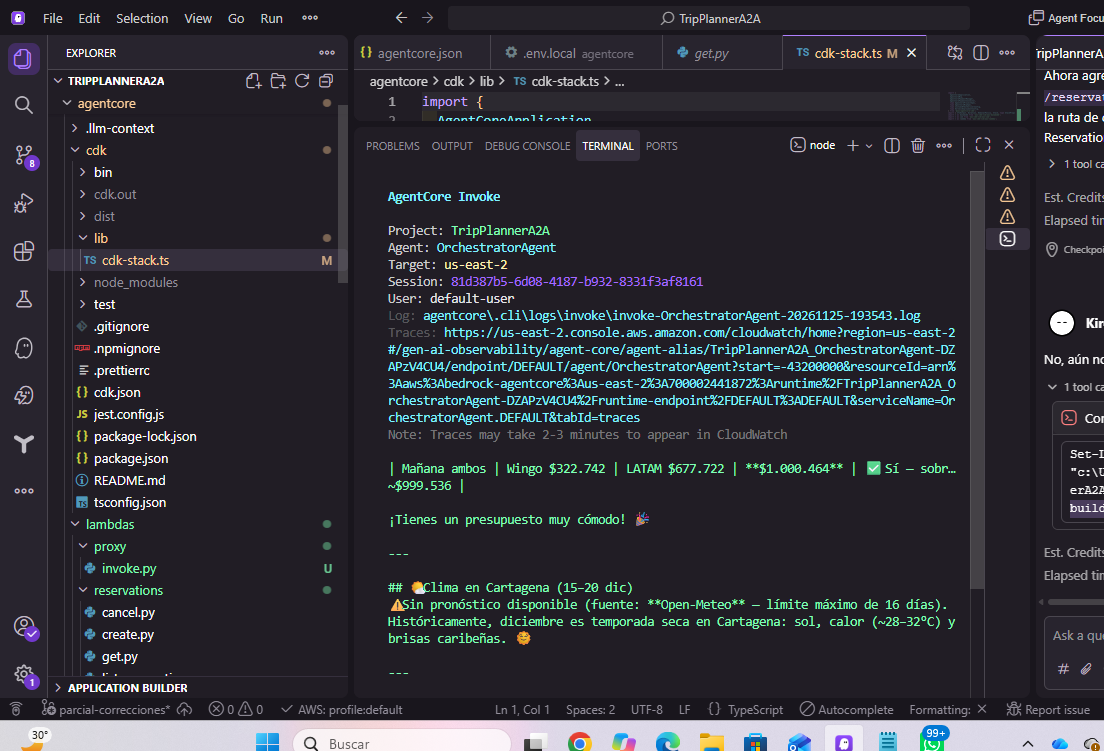 File Edit Selection View Go Run ••• ← → TripPlannerA2A Agent Focu
EXPLORER •••
TRIPPLANNERA2A
agentcore
.llm-context
cdk
bin
cdk.out
dist
lib
TS cdk-stack.ts M
node_modules
test
.gitignore
.npmignore
.prettierrc
{} cdk.json
JS jest.config.js
{} package-lock.json
{} package.json
README.md
tsconfig.json
lambdas
proxy
invoke.py U
reservations
cancel.py
create.py
get.py
APPLICATION BUILDER
8
1
{} agentcore.json
.env.local agentcore
get.py
TS cdk-stack.ts M ×
agentcore > cdk > lib > TS cdk-stack.ts > ...
1 import {
2 AgentCoreApplication
PROBLEMS OUTPUT DEBUG CONSOLE TERMINAL PORTS node
AgentCore Invoke
Project: TripPlannerA2A
Agent: OrchestratorAgent
Target: us-east-2
Session: 81d387b5-6d08-4187-b932-8331f3af8161
User: default-user
Log: agentcore\.cli\logs\invoke\invoke-OrchestratorAgent-20261125-193543.log
Traces: https://us-east-2.console.aws.amazon.com/cloudwatch/home?region=us-east-2
#/gen-ai-observability/agent-core/agent-alias/TripPlannerA2A_OrchestratorAgent-DZ
APzV4CU4/endpoint/DEFAULT/agent/OrchestratorAgent?start=-43200000&resourceId=arn%
3Aaws%3Abedrock-agentcore%3Aus-east-2%3A700002441872%3Aruntime%2FTripPlannerA2A_O
rchestratorAgent-DZAPzV4CU4%2Fruntime-endpoint%2FDEFAULT%3ADEFAULT&serviceName=Or
chestratorAgent.DEFAULT&tabId=traces
Note: Traces may take 2-3 minutes to appear in CloudWatch
| Mañana ambos | Wingo $322.742 | LATAM $677.722 | **$1.000.464** | ✅ Sí — sobr…
~$999.536 |
¡Tienes un presupuesto muy cómodo! 🎉
---
## 🌤️Clima en Cartagena (15–20 dic)
⚠️Sin pronóstico disponible (fuente: **Open-Meteo** — límite máximo de 16 días).
Históricamente, diciembre es temporada seca en Cartagena: sol, calor (~28–32°C) y
brisas caribeñas. 🌞
---
ripPlannerA
Ahora agre
/reservat
la ruta de
Reservatio
1 tool ca
Est. Credits
Elapsed tim
Checkpoi
Kir
No, aún no
1 tool ca
Con
Set-L
"c:\U
erA2A
build
Est. Credits
Elapsed tim
Ask a que
#
parcial-correcciones* 0 0 AWS: profile:default Ln 1, Col 1 Spaces: 2 UTF-8 LF {} TypeScript Autocomplete Formatting: × Report issue
30° Buscar 99+